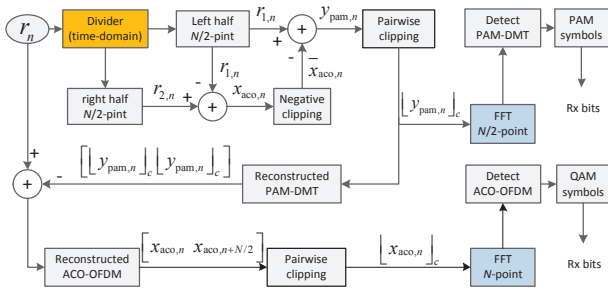 r_n
Divider
(time-domain)
Left half
N/2-pint
r_{1,n}
+
+
y_{pam,n}
Pairwise
clipping
Detect
PAM-DMT
PAM
symbols
Rx bits
right half
N/2-pint
r_{2,n}
+
-
r_{1,n}
+
x_{aco,n}
Negative
clipping
-
x̄_{aco,n}
⌊y_{pam,n}⌋_c
FFT
N/2-point
+
+
-
[⌊y_{pam,n}⌋_c ⌊y_{pam,n}⌋_c]
Reconstructed
PAM-DMT
Detect
ACO-OFDM
QAM
symbols
Rx bits
Reconstructed
ACO-OFDM
[x_{aco,n} x_{aco,n+N/2}]
Pairwise
clipping
⌊x_{aco,n}⌋_c
FFT
N-point